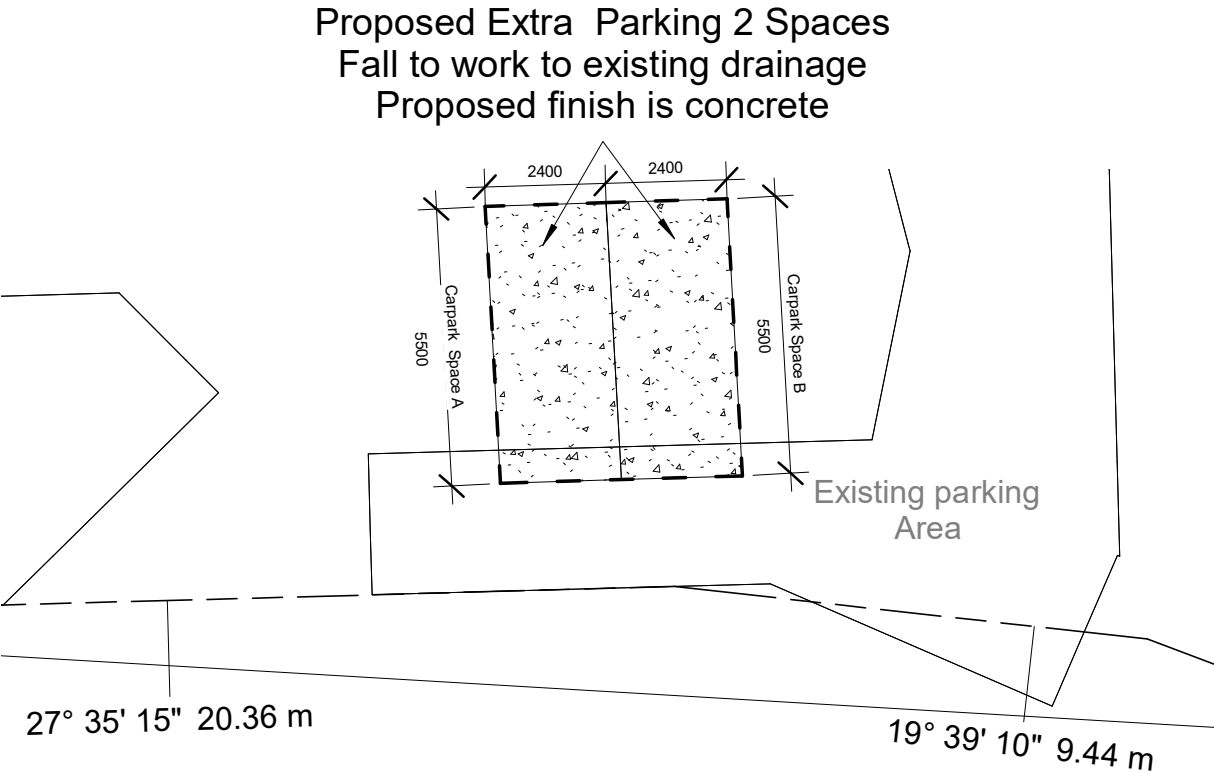 Proposed Extra Parking 2 Spaces
Fall to work to existing drainage
Proposed finish is concrete
2400
2400
Carpark Space A
5500
5500
Carpark Space B
Existing parking
Area
27° 35' 15" 20.36 m
19° 39' 10" 9.44 m